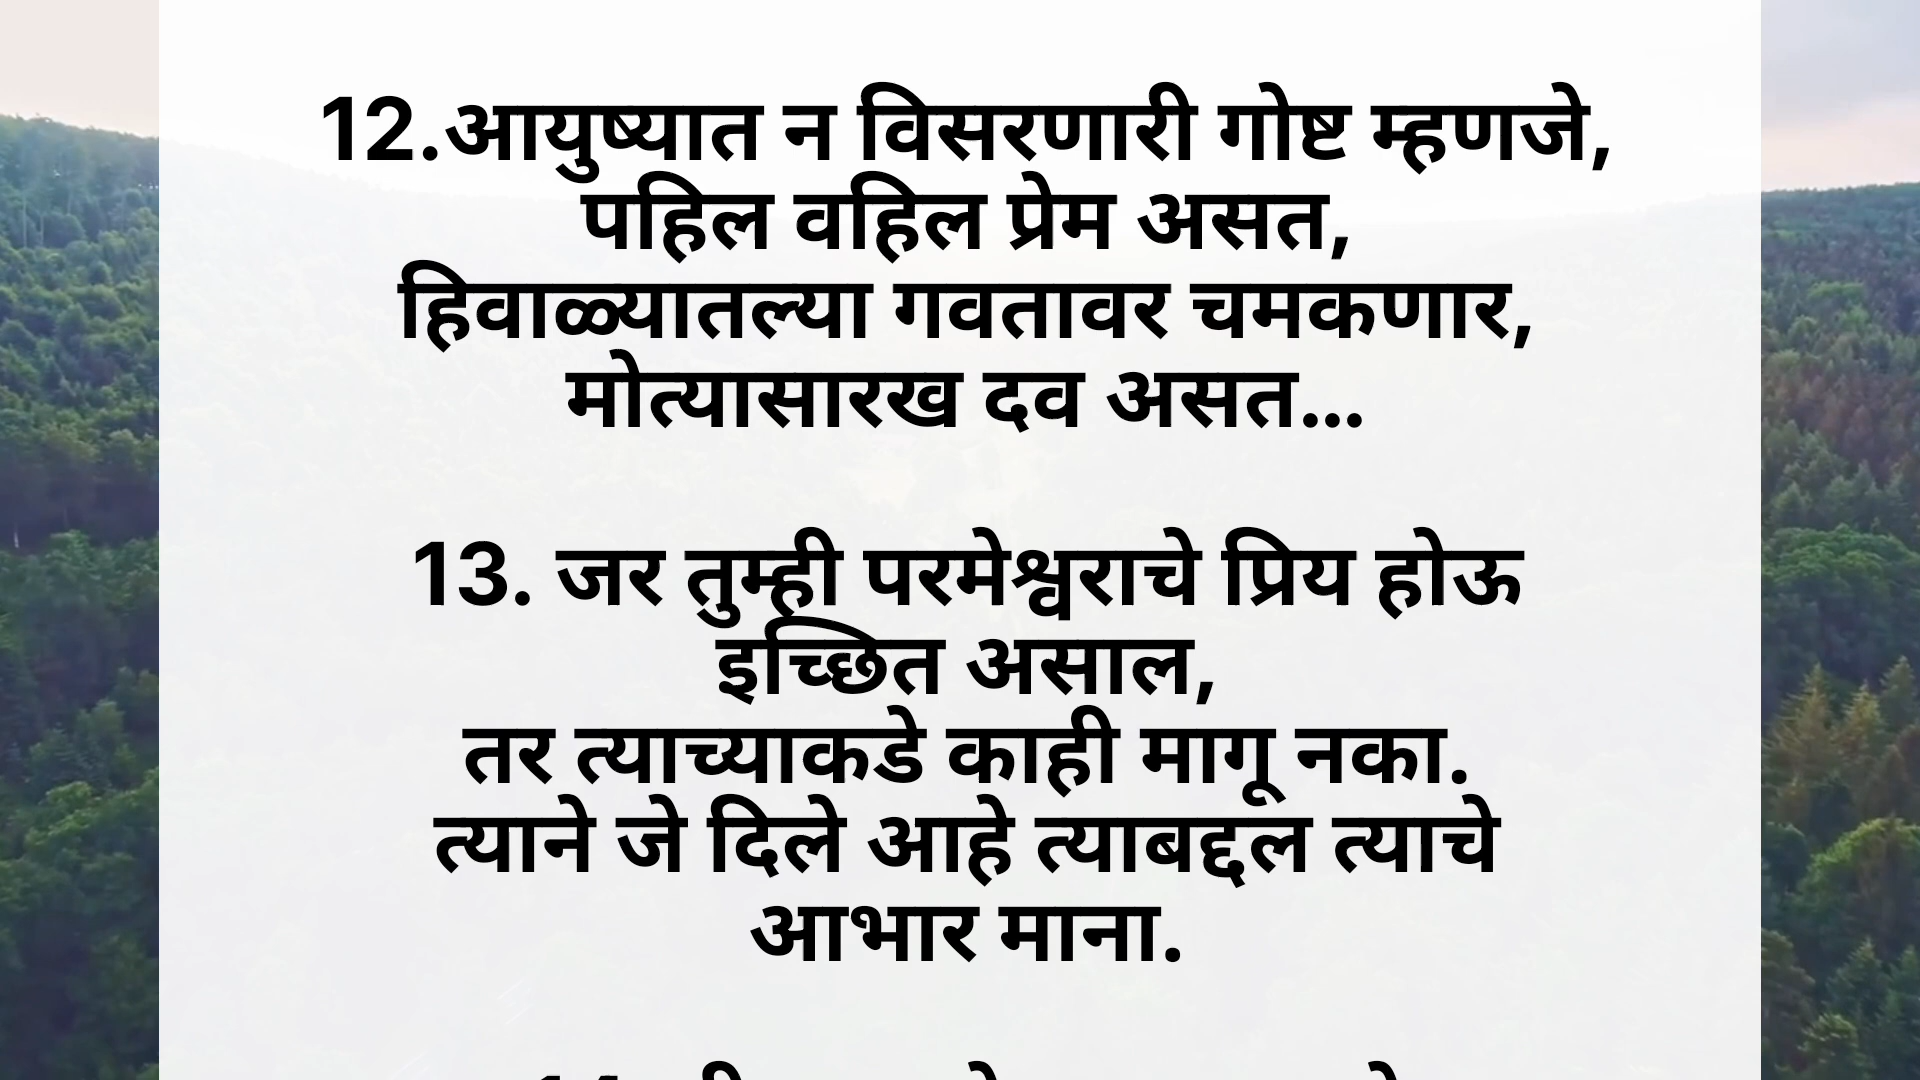 12.आयुष्यात न विसरणारी गोष्ट म्हणजे,
पहिल वहिल प्रेम असत,
हिवाळ्यातल्या गवतावर चमकणार,
मोत्यासारख दव असत...
13. जर तुम्ही परमेश्वराचे प्रिय होऊ
इच्छित असाल,
तर त्याच्याकडे काही मागू नका.
त्याने जे दिले आहे त्याबद्दल त्याचे
आभार माना.